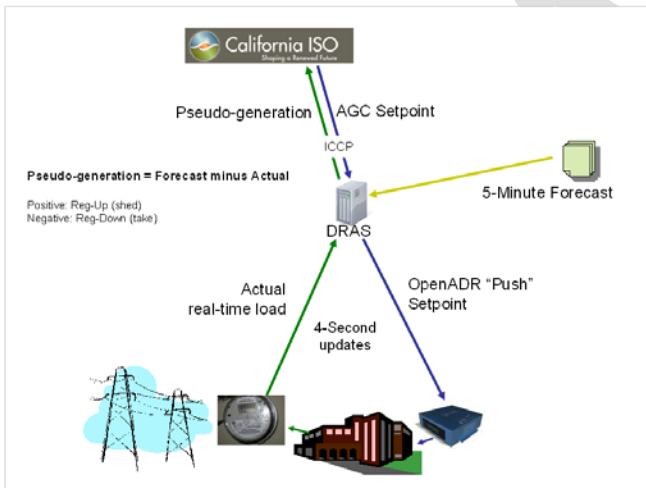 California ISO
Shaping a Renewed Future
Pseudo-generation
AGC Setpoint
ICCP
Pseudo-generation = Forecast minus Actual
Positive: Reg-Up (shed)
Negative: Reg-Down (take)
5-Minute Forecast
DRAS
Actual
real-time load
OpenADR “Push”
Setpoint
4-Second
updates